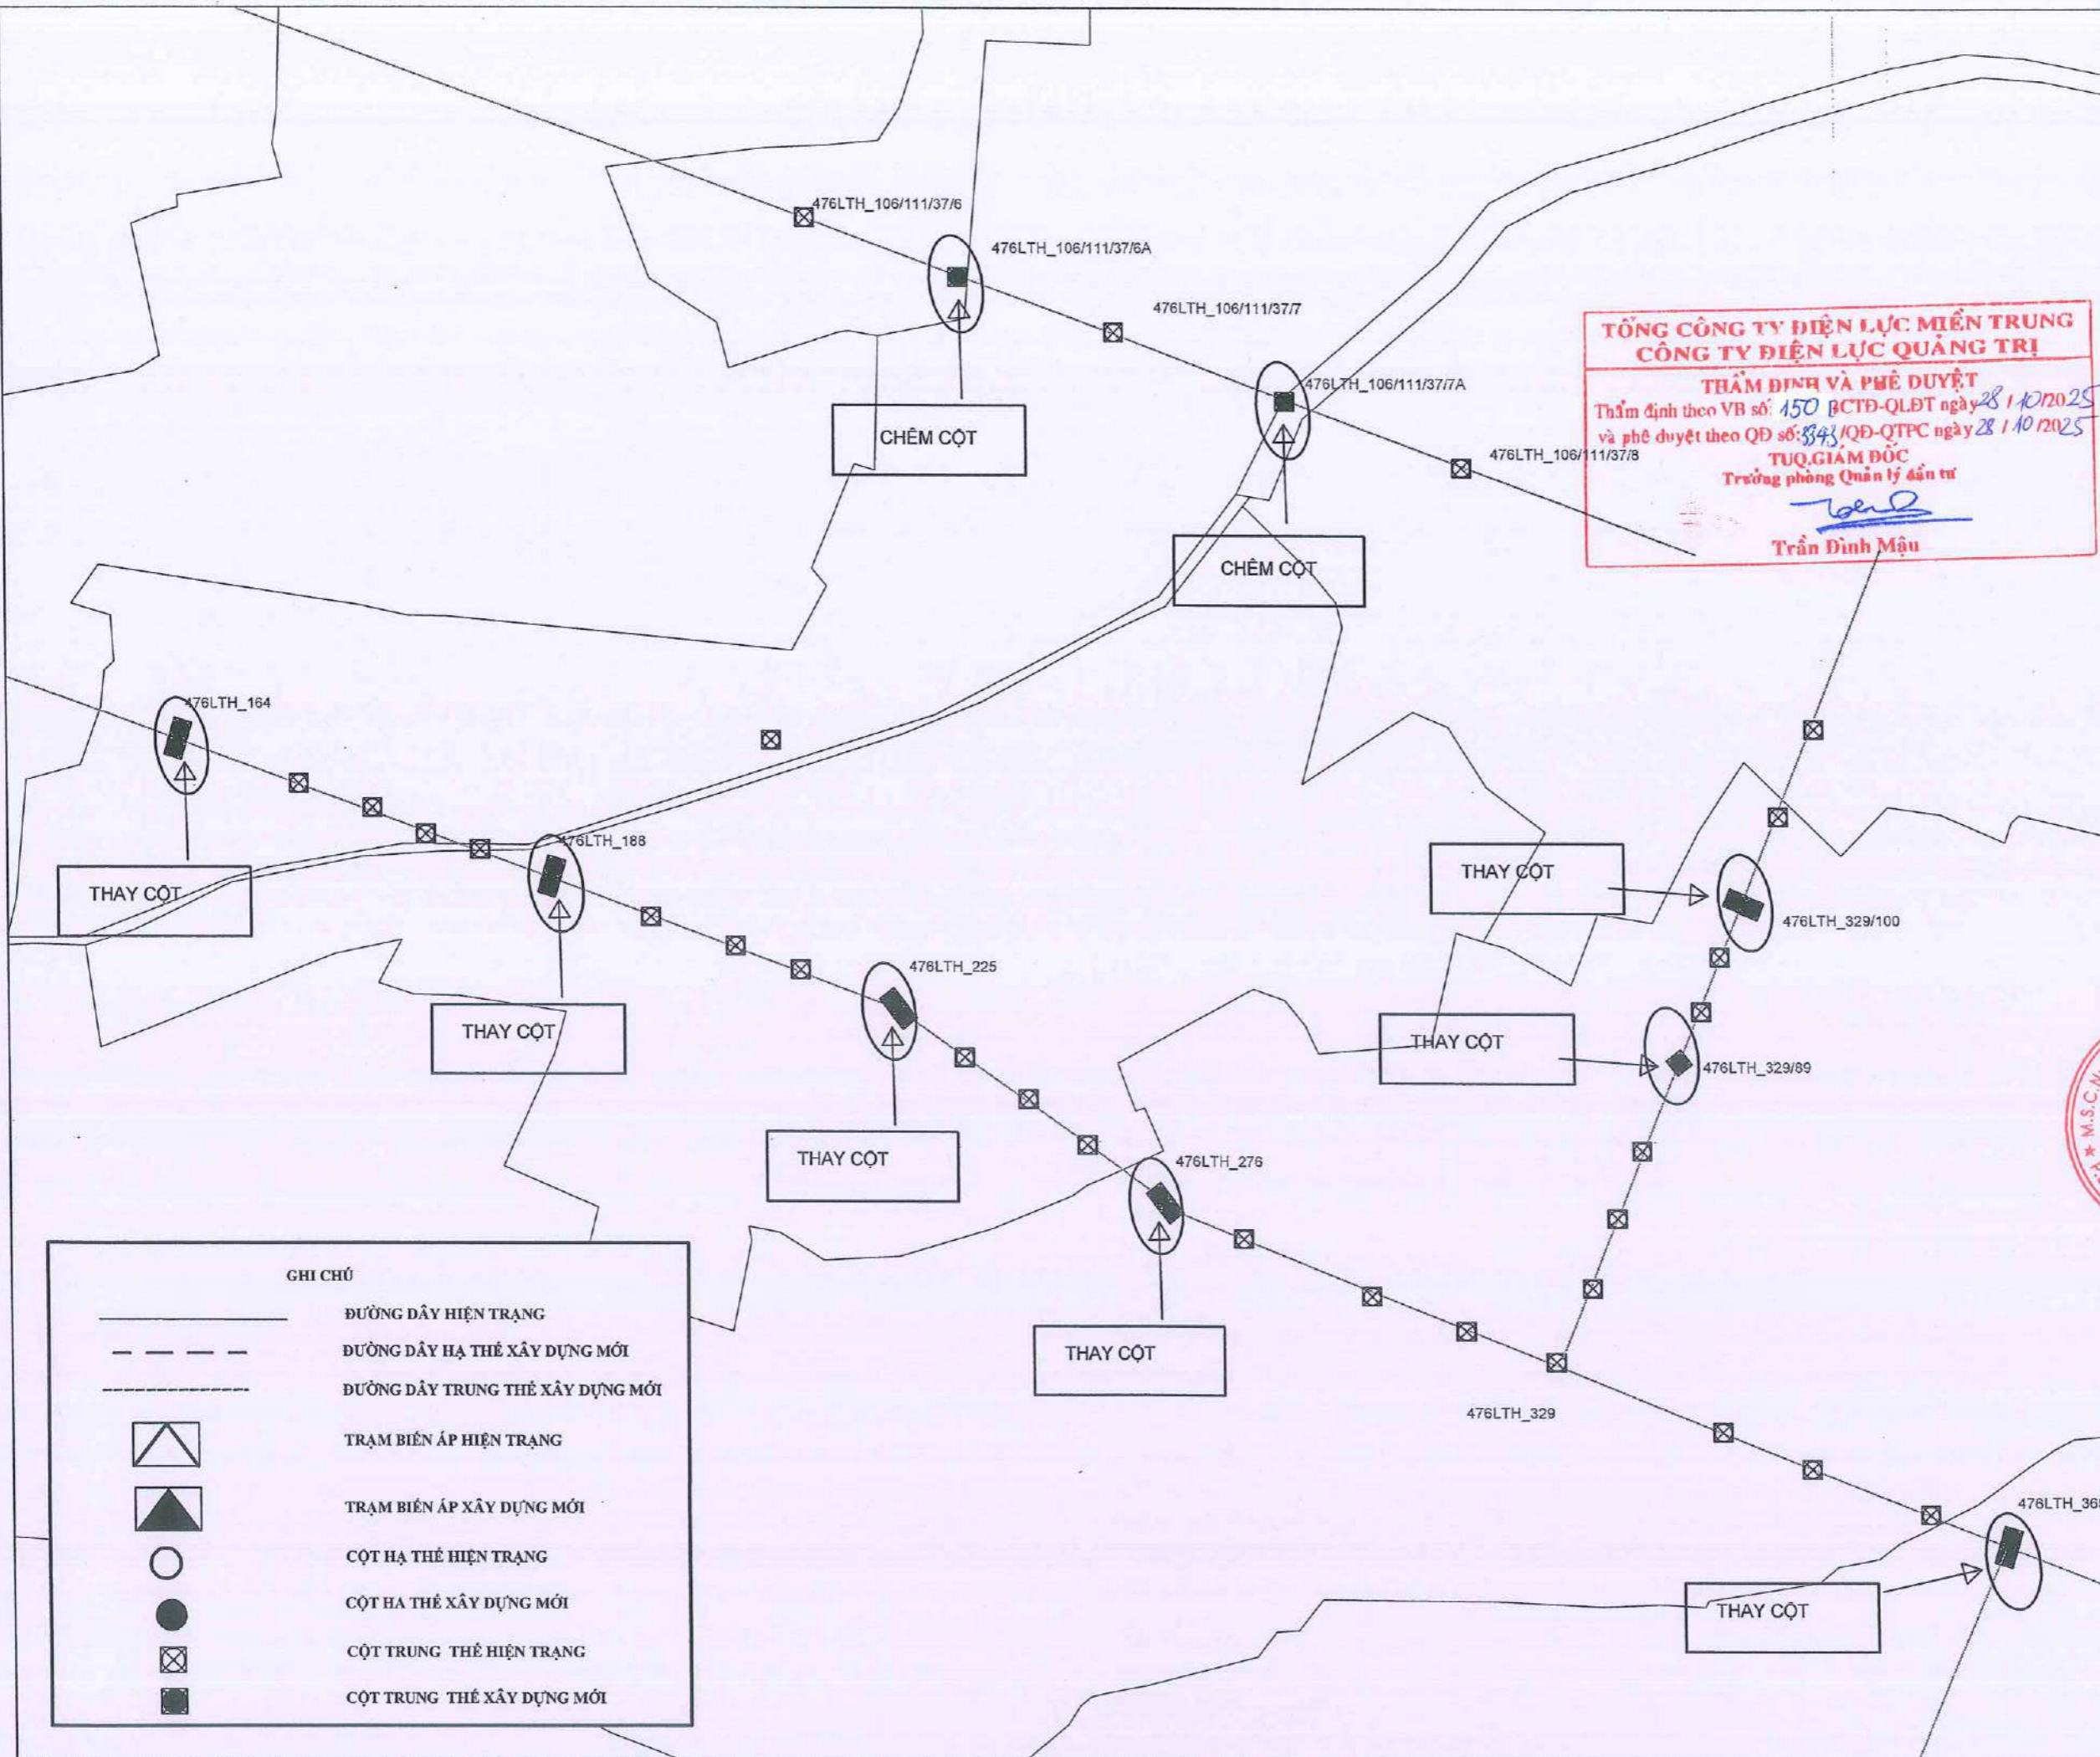 476LTH_106/111/37/6
476LTH_106/111/37/6A
476LTH_106/111/37/7
476LTH_106/111/37/7A
476LTH_106/111/37/8
CHÊM CỘT
CHÊM CỘT
TỔNG CÔNG TY ĐIỆN LỰC MIỀN TRUNG
CÔNG TY ĐIỆN LỰC QUẢNG TRỊ
THẨM ĐỊNH VÀ PHÊ DUYỆT
Thẩm định theo VB số: 150 BCTĐ-QLĐT ngày 28/10/2025
và phê duyệt theo QĐ số: /QĐ-QTPC ngày 28/10/2025
TUQ.GIÁM ĐỐC
Trưởng phòng Quản lý đầu tư
Trần Đình Mậu
476LTH_164
THAY CỘT
476LTH_188
THAY CỘT
476LTH_225
THAY CỘT
476LTH_276
THAY CỘT
THAY CỘT
476LTH_329/100
THAY CỘT
476LTH_329/89
476LTH_329
476LTH_36
THAY CỘT
M.S.C.N
GHI CHÚ
ĐƯỜNG DÂY HIỆN TRẠNG
ĐƯỜNG DÂY HẠ THẾ XÂY DỰNG MỚI
ĐƯỜNG DÂY TRUNG THẾ XÂY DỰNG MỚI
TRẠM BIẾN ÁP HIỆN TRẠNG
TRẠM BIẾN ÁP XÂY DỰNG MỚI
CỘT HẠ THẾ HIỆN TRẠNG
CỘT HA THẾ XÂY DỰNG MỚI
CỘT TRUNG THẾ HIỆN TRẠNG
CỘT TRUNG THẾ XÂY DỰNG MỚI